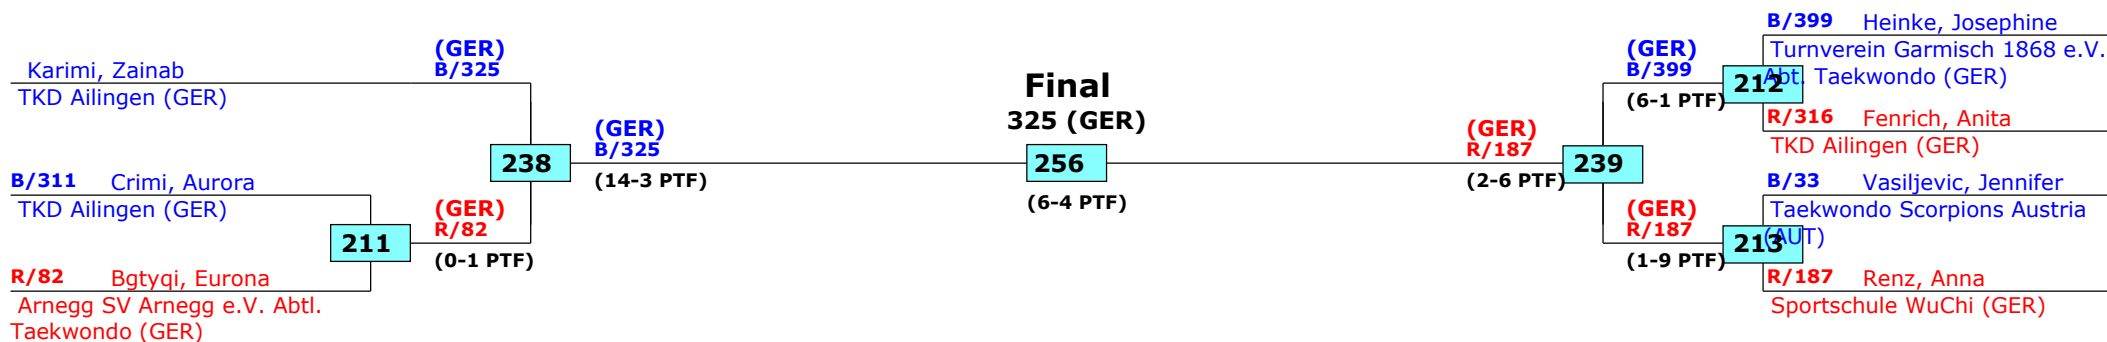 Karimi, Zainab
TKD Ailingen (GER)
(GER)
B/325
B/311 Crimi, Aurora
TKD Ailingen (GER)
211
R/82 Bgtyqi, Eurona
Arnegg SV Arnegg e.V. Abtl.
Taekwondo (GER)
(GER)
R/82
(0-1 PTF)
238
(GER)
B/325
(14-3 PTF)
Final
325 (GER)
256
(6-4 PTF)
(GER)
R/187
(2-6 PTF)
239
(GER)
B/399
(6-1 PTF)
212
B/399 Heinke, Josephine
Turnverein Garmisch 1868 e.V.
Abt. Taekwondo (GER)
R/316 Fenrich, Anita
TKD Ailingen (GER)
(GER)
R/187
(1-9 PTF)
213
B/33 Vasiljevic, Jennifer
Taekwondo Scorpions Austria
(AUT)
R/187 Renz, Anna
Sportschule WuChi (GER)